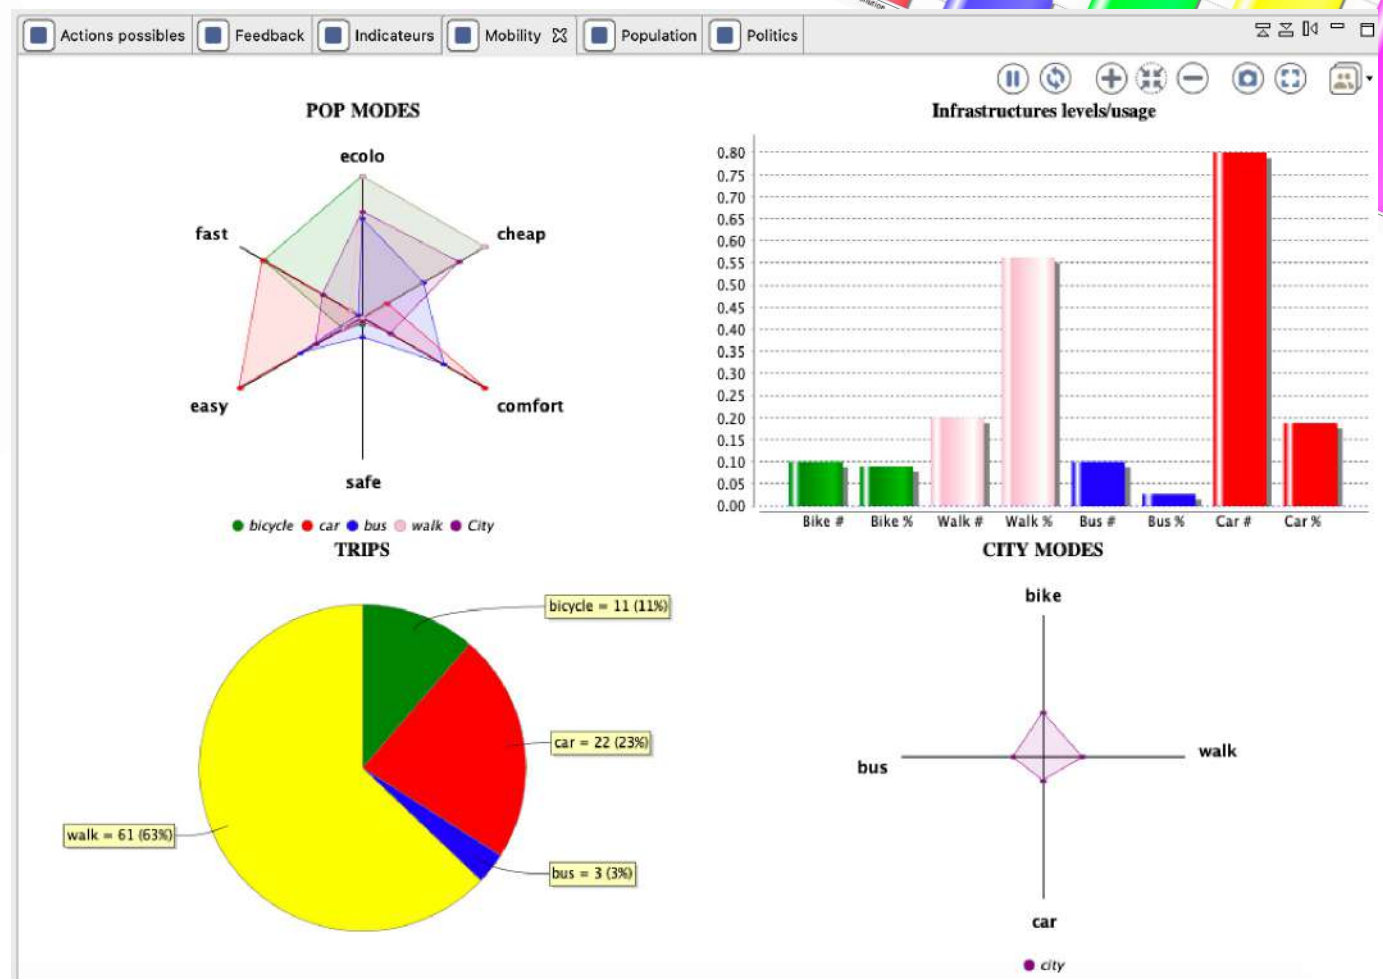 Actions possibles Feedback Indicateurs Mobility Population Politics
POP MODES
ecolo
fast
cheap
easy
comfort
safe
bicycle car bus walk City
Infrastructures levels/usage
0.80
0.75
0.70
0.65
0.60
0.55
0.50
0.45
0.40
0.35
0.30
0.25
0.20
0.15
0.10
0.05
0.00
Bike # Bike % Walk # Walk % Bus # Bus % Car # Car %
TRIPS
bicycle = 11 (11%)
car = 22 (23%)
walk = 61 (63%)
bus = 3 (3%)
CITY MODES
bike
walk
bus
car
city